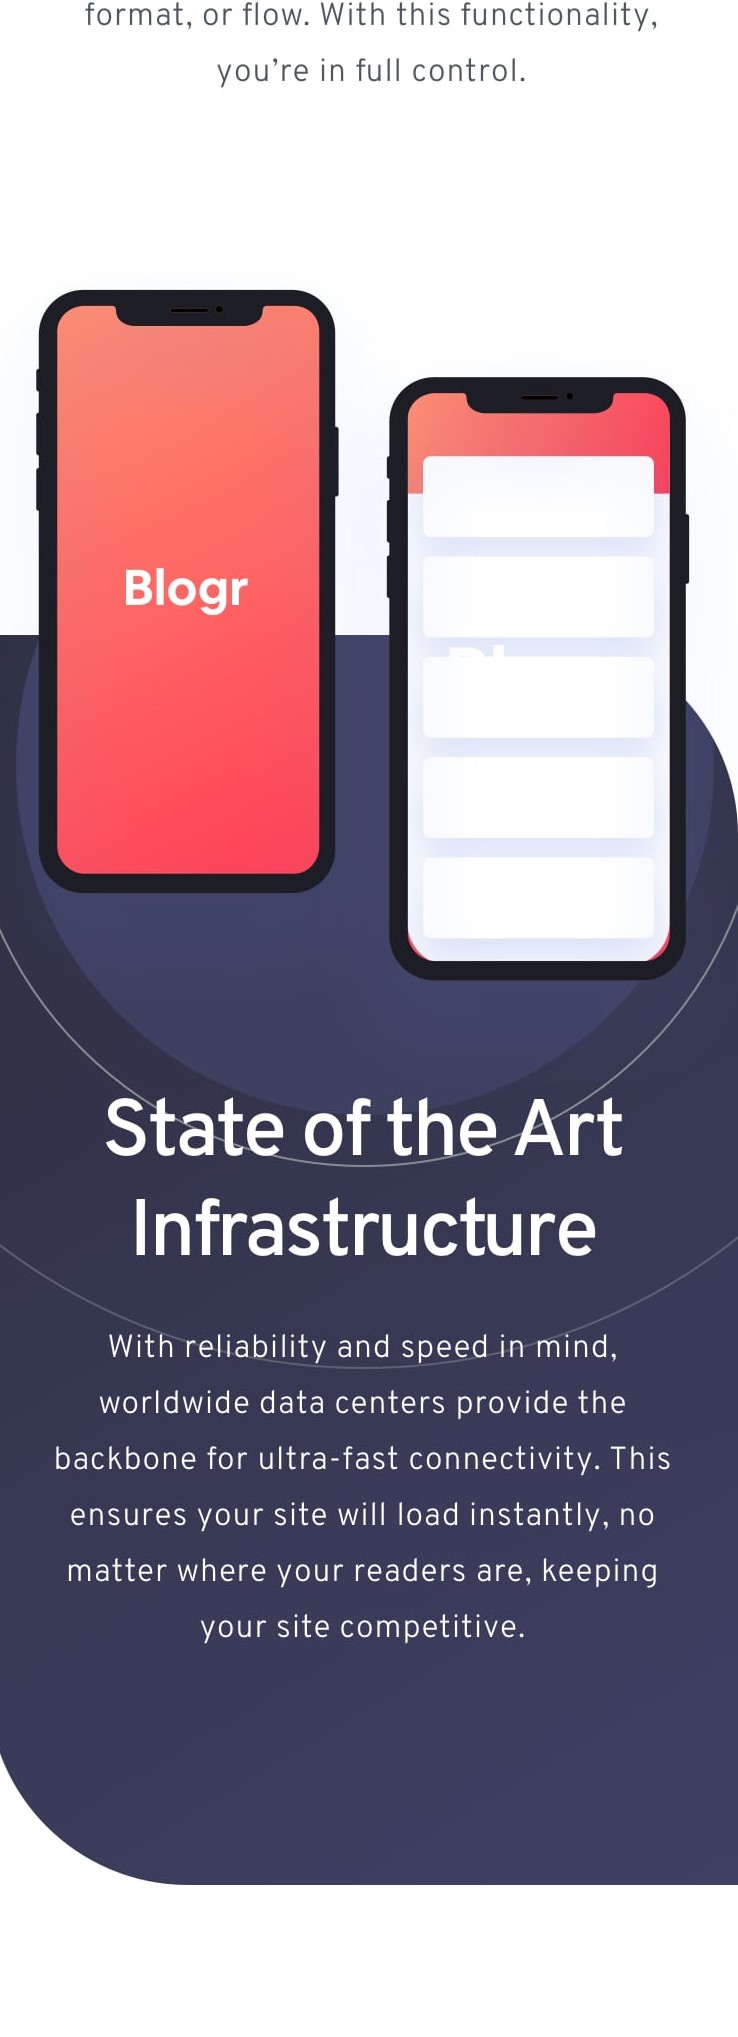 format, or flow. With this functionality,
you’re in full control.
Blogr
State of the Art
Infrastructure
With reliability and speed in mind,
worldwide data centers provide the
backbone for ultra-fast connectivity. This
ensures your site will load instantly, no
matter where your readers are, keeping
your site competitive.